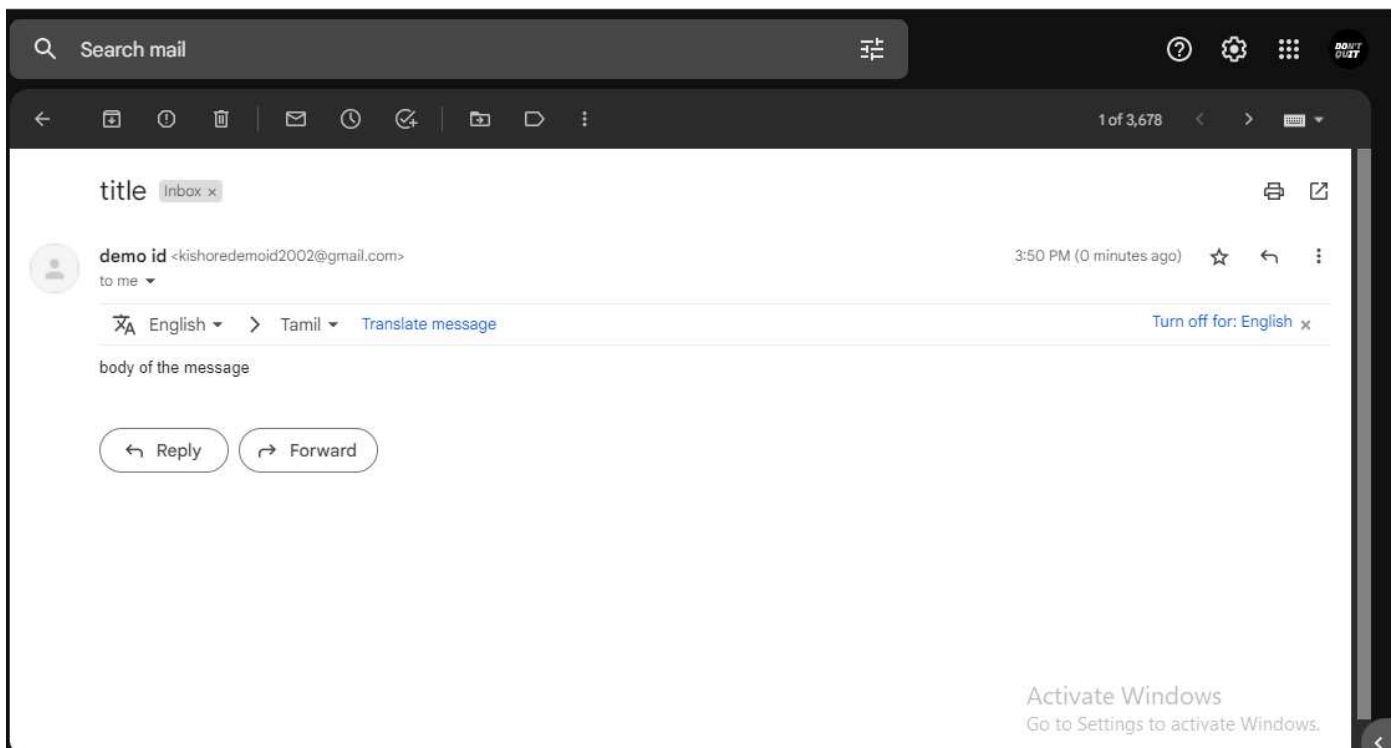 Search mail
DON'T
QUIT
1 of 3,678
title Inbox ×
demo id <kishoredemoid2002@gmail.com>
3:50 PM (0 minutes ago)
to me
English > Tamil Translate message
Turn off for: English ×
body of the message
Reply Forward
Activate Windows
Go to Settings to activate Windows.